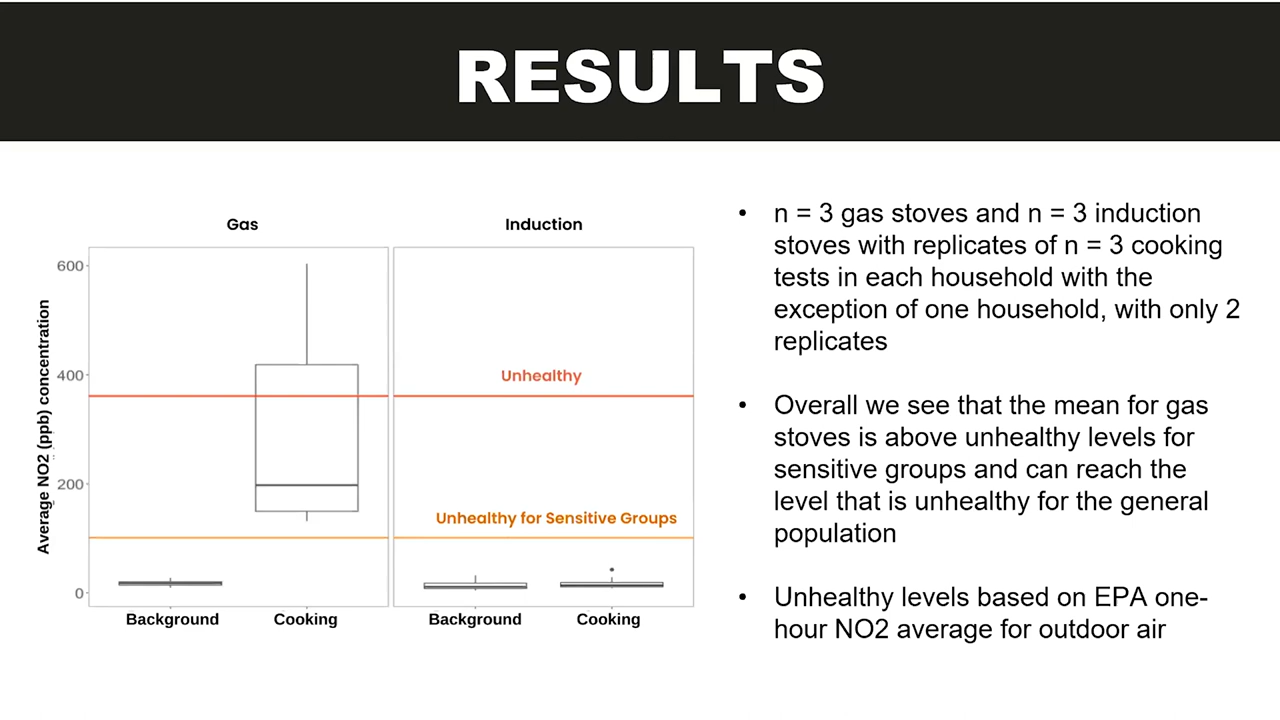 RESULTS
Gas
Induction
Average NO2 (ppb) concentration
600
400
200
0
Unhealthy
Unhealthy for Sensitive Groups
Background
Cooking
Background
Cooking
• n = 3 gas stoves and n = 3 induction
stoves with replicates of n = 3 cooking
tests in each household with the
exception of one household, with only 2
replicates
• Overall we see that the mean for gas
stoves is above unhealthy levels for
sensitive groups and can reach the
level that is unhealthy for the general
population
• Unhealthy levels based on EPA one-
hour NO2 average for outdoor air